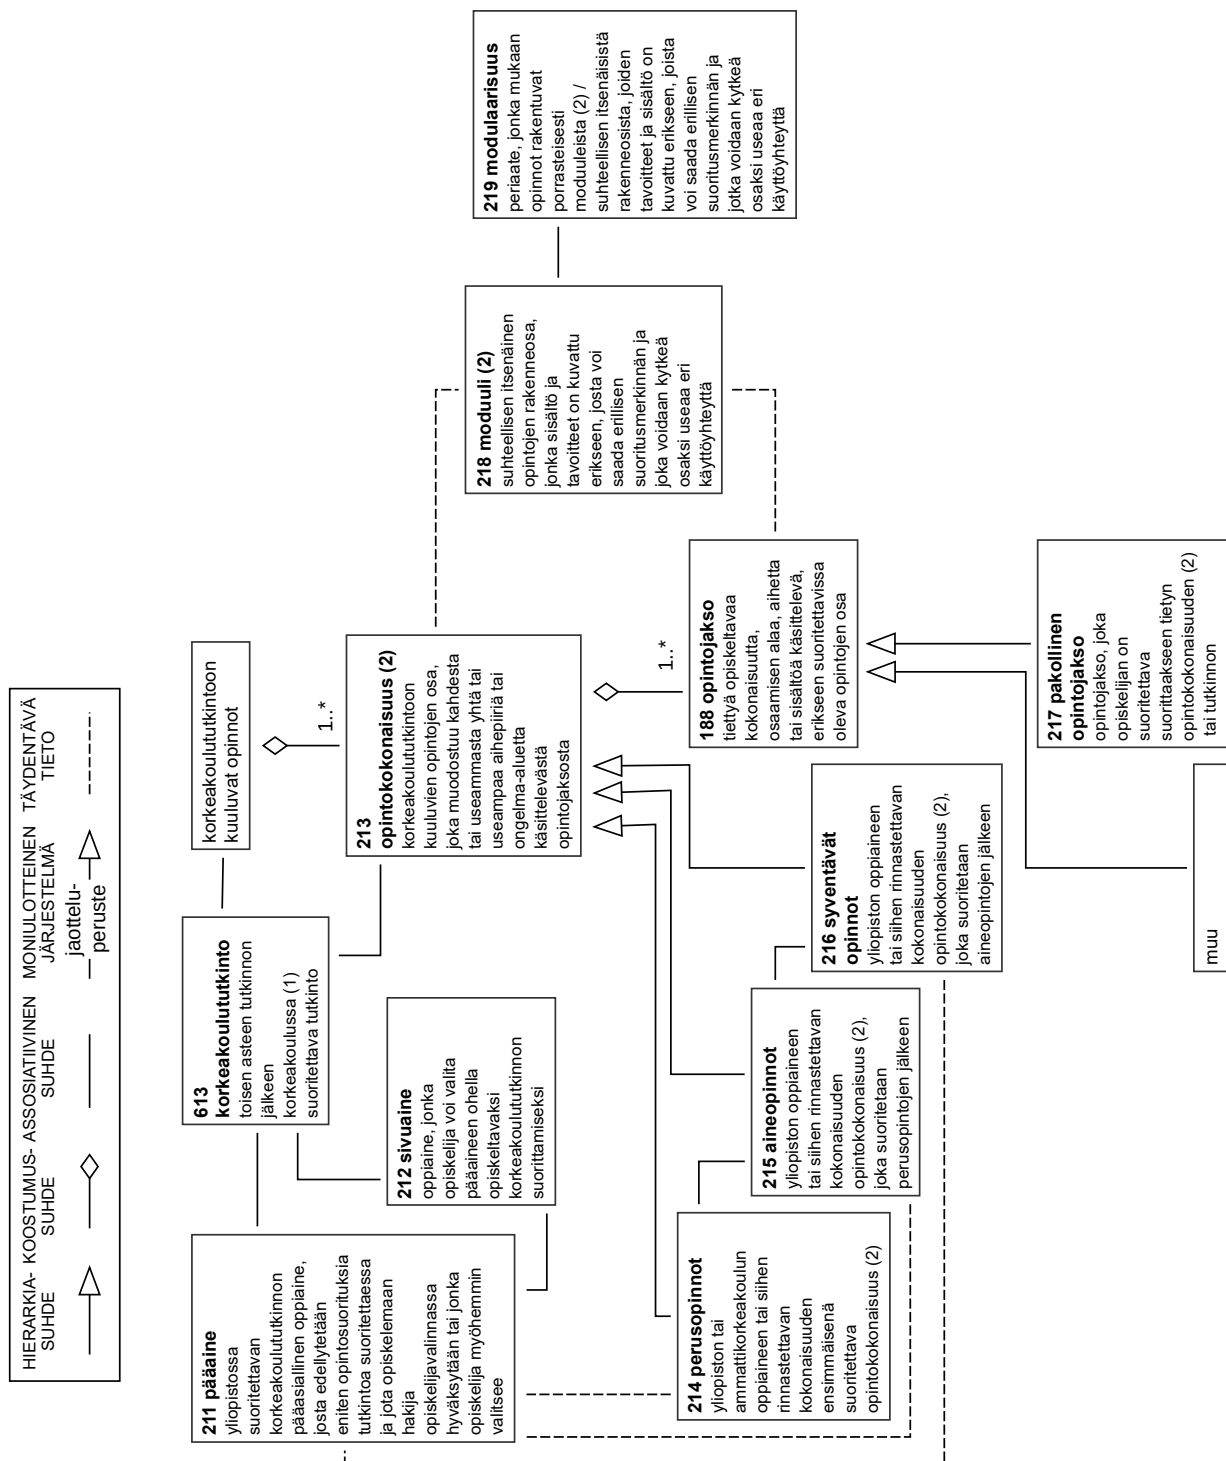 HIERARKIA-
SUHDE
KOOSTUMUS-
SUHDE
ASSOSIATIIVINEN
SUHDE
MONIULOTTEINEN
JÄRJESTELMÄ
jaottelu-
peruste
TÄYDENTÄVÄ
TIETO
211 pääaine
yliopistossa
suoritettavan
korkeakoulututkinnon
pääasiallinen oppiaine,
josta edellytetään
eniten opintosuorituksia
tutkintoa suoritettaessa
ja jota opiskelemaan
hakija
opiskelijavalinnassa
hyväksytään tai jonka
opiskelija myöhemmin
valitsee
613
korkeakoulututkinto
toisen asteen tutkinnon
jälkeen
korkeakoulussa (1)
suoritettava tutkinto
korkeakoulututkintoon
kuuluvat opinnot
1..*
212 sivuaine
oppiaine, jonka
opiskelija voi valita
pääaineen ohella
opiskeltavaksi
korkeakoulututkinnon
suorittamiseksi
213
opintokokonaisuus (2)
korkeakoulututkintoon
kuuluvien opintojen osa,
joka muodostuu kahdesta
tai useammasta yhtä tai
useampaa aihepiiriä tai
ongelma-aluetta
käsittelevästä
opintojaksosta
218 moduuli (2)
suhteellisen itsenäinen
opintojen rakenneosa,
jonka sisältö ja
tavoitteet on kuvattu
erikseen, josta voi
saada erillisen
suoritusmerkinnän ja
joka voidaan kytkeä
osaksi useaa eri
käyttöyhteyttä
219 modulaarisuus
periaate, jonka mukaan
opinnot rakentuvat
porrasteisesti
moduuleista (2) /
suhteellisen itsenäisistä
rakenneosista, joiden
tavoitteet ja sisältö on
kuvattu erikseen, joista
voi saada erillisen
suoritusmerkinnän ja
jotka voidaan kytkeä
osaksi useaa eri
käyttöyhteyttä
1..*
214 perusopinnot
yliopiston tai
ammattikorkeakoulun
oppiaineen tai siihen
rinnastettavan
kokonaisuuden
ensimmäisenä
suoritettava
opintokokonaisuus (2)
215 aineopinnot
yliopiston oppiaineen
tai siihen rinnastettavan
kokonaisuuden
opintokokonaisuus (2),
joka suoritetaan
perusopintojen jälkeen
216 syventävät
opinnot
yliopiston oppiaineen
tai siihen rinnastettavan
kokonaisuuden
opintokokonaisuus (2),
joka suoritetaan
aineopintojen jälkeen
188 opintojakso
tiettyä opiskeltavaa
kokonaisuutta,
osaamisen alaa, aihetta
tai sisältöä käsittelevä,
erikseen suoritettavissa
oleva opintojen osa
muu
217 pakollinen
opintojakso
opintojakso, joka
opiskelijan on
suoritettava
suorittaakseen tietyn
opintokokonaisuuden (2)
tai tutkinnon